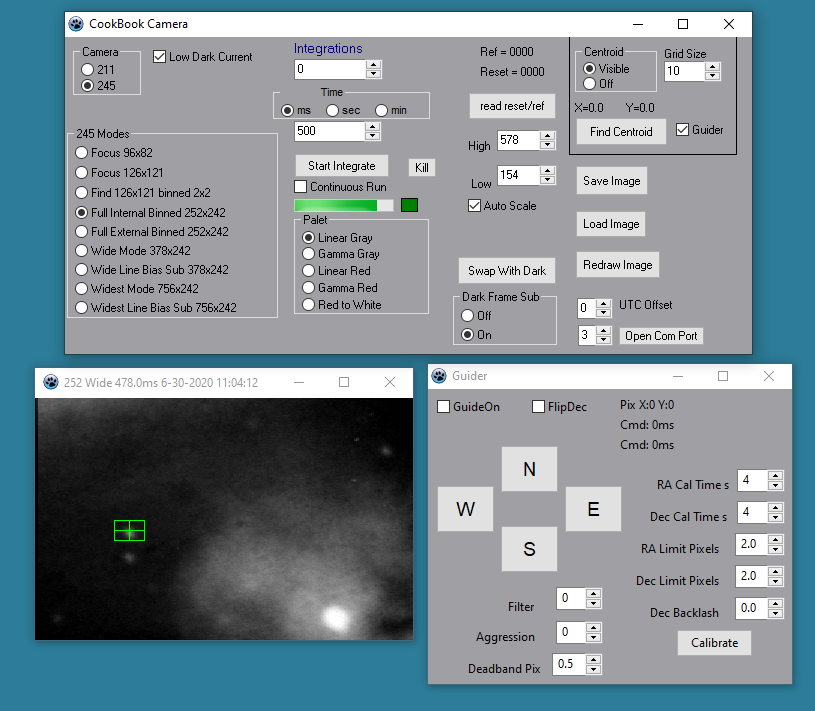 CookBook Camera
Camera
211
245
Low Dark Current
245 Modes
Focus 96x82
Focus 126x121
Find 126x121 binned 2x2
Full Internal Binned 252x242
Full External Binned 252x242
Wide Mode 378x242
Wide Line Bias Sub 378x242
Widest Mode 756x242
Widest Line Bias Sub 756x242
Integrations
0
Time
ms sec min
500
Start Integrate Kill
Continuous Run
Palet
Linear Gray
Gamma Gray
Linear Red
Gamma Red
Red to White
Ref = 0000
Reset = 0000
read reset/ref
High 578
Low 154
Auto Scale
Swap With Dark
Dark Frame Sub
Off
On
Centroid
Visible
Off
Grid Size
10
X=0.0 Y=0.0
Find Centroid Guider
Save Image
Load Image
Redraw Image
0 UTC Offset
3 Open Com Port
252 Wide 478.0ms 6-30-2020 11:04:12
Guider
GuideOn FlipDec
Pix X:0 Y:0
Cmd: 0ms
Cmd: 0ms
N
W E
S
Filter 0
Aggression 0
Deadband Pix 0.5
RA Cal Time s 4
Dec Cal Time s 4
RA Limit Pixels 2.0
Dec Limit Pixels 2.0
Dec Backlash 0.0
Calibrate